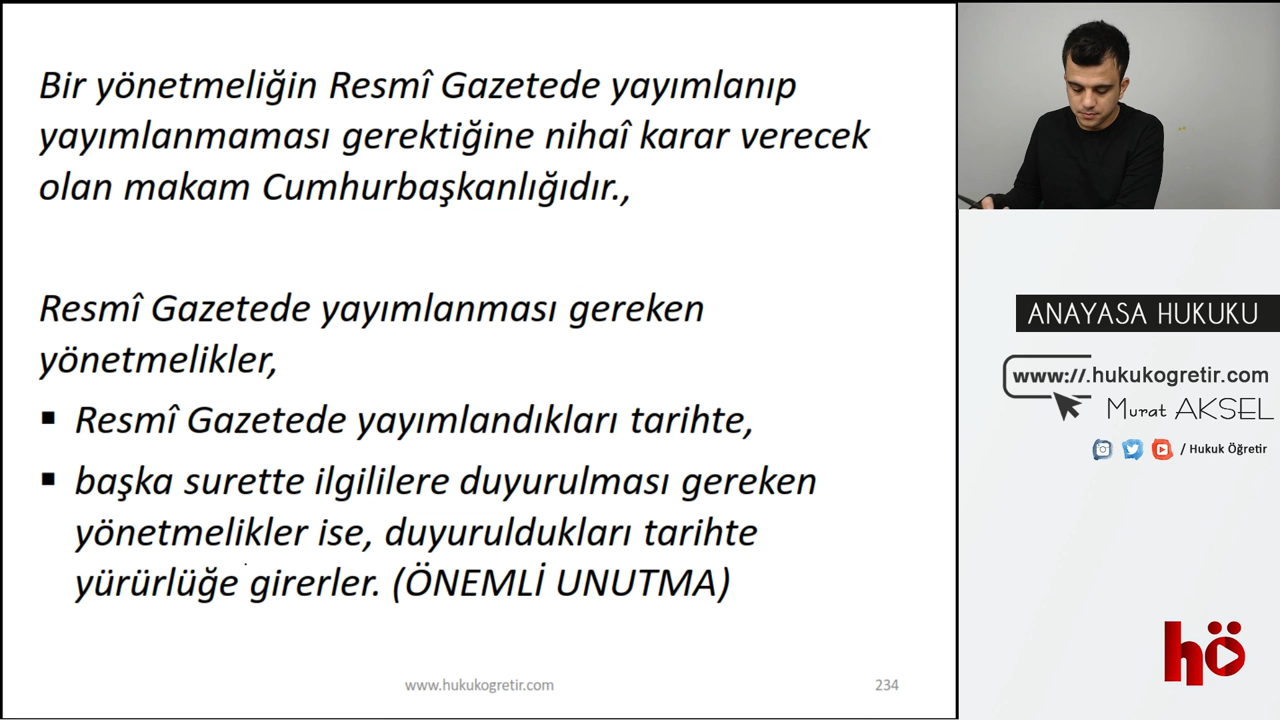 Bir yönetmeliğin Resmî Gazetede yayımlanıp
yayımlanmaması gerektiğine nihaî karar verecek
olan makam Cumhurbaşkanlığıdır.,
Resmî Gazetede yayımlanması gereken
yönetmelikler,
▪ Resmî Gazetede yayımlandıkları tarihte,
▪ başka surette ilgililere duyurulması gereken
yönetmelikler ise, duyuruldukları tarihte
yürürlüğe girerler. (ÖNEMLİ UNUTMA)
www.hukukogretir.com
234
ANAYASA HUKUKU
www://.hukukogretir.com
Murat AKSEL
/ Hukuk Öğretir
hö